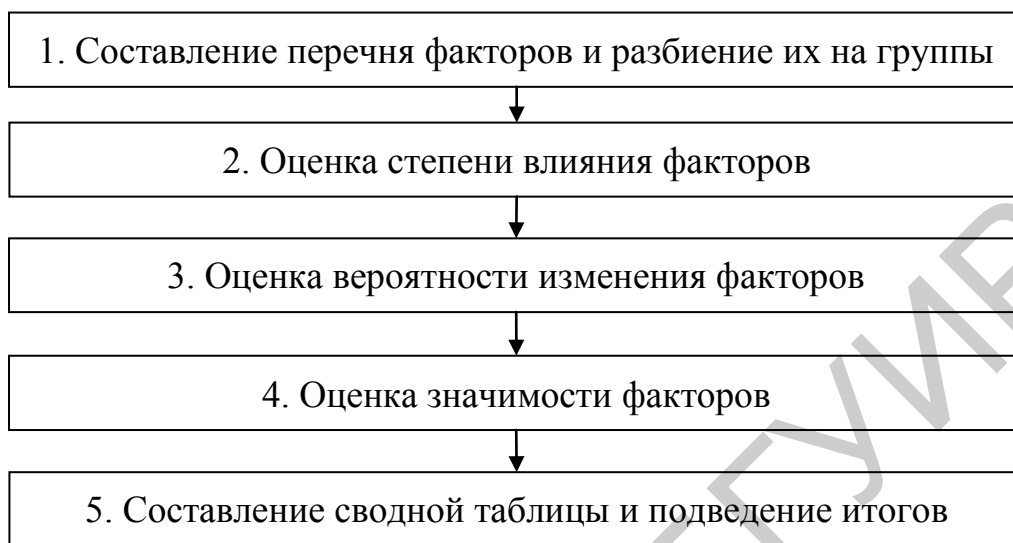 1. Составление перечня факторов и разбиение их на группы
2. Оценка степени влияния факторов
3. Оценка вероятности изменения факторов
4. Оценка значимости факторов
5. Составление сводной таблицы и подведение итогов